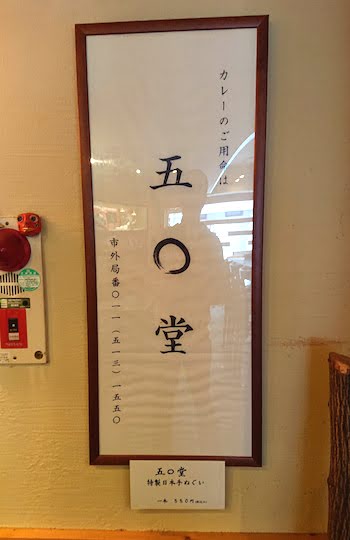 カレーのご用命は
五〇堂
市外局番〇一一(五一三)一五五〇
五〇堂
特製日本手ぬぐい